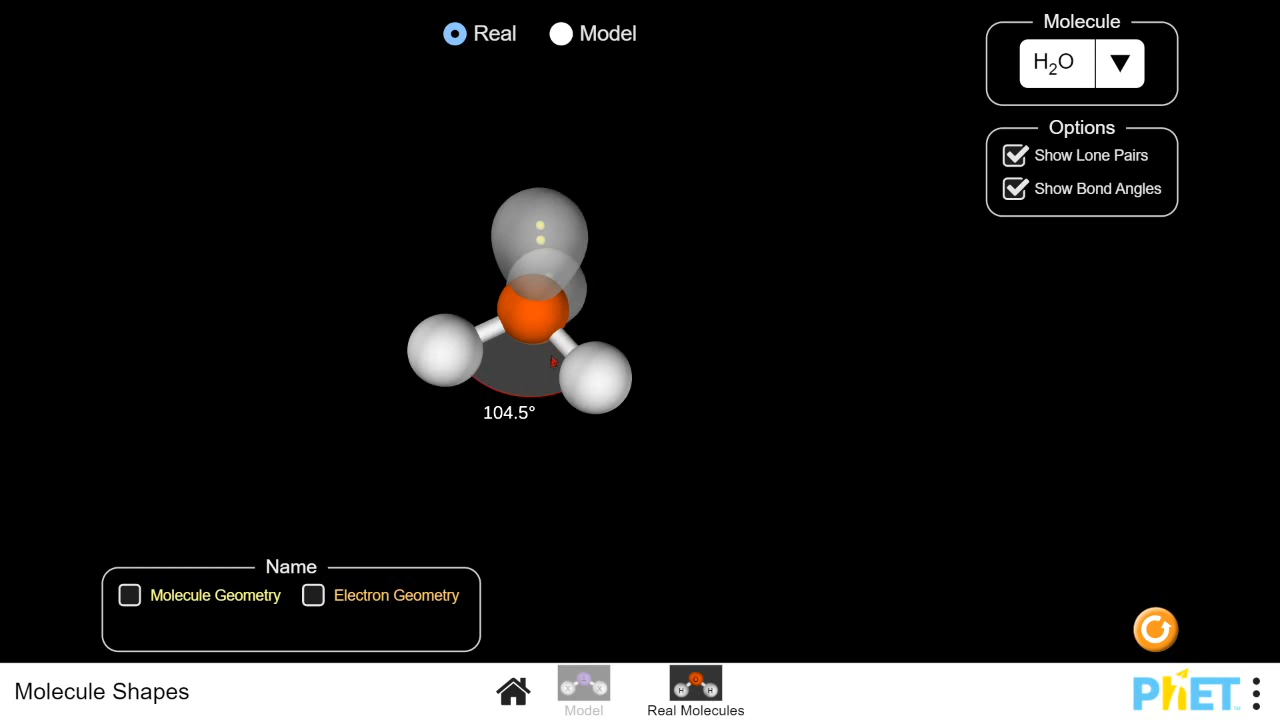 Real
Model
Molecule
H₂O
Options
Show Lone Pairs
Show Bond Angles
104.5°
Name
Molecule Geometry
Electron Geometry
Molecule Shapes
Model
H H
Real Molecules
PhET